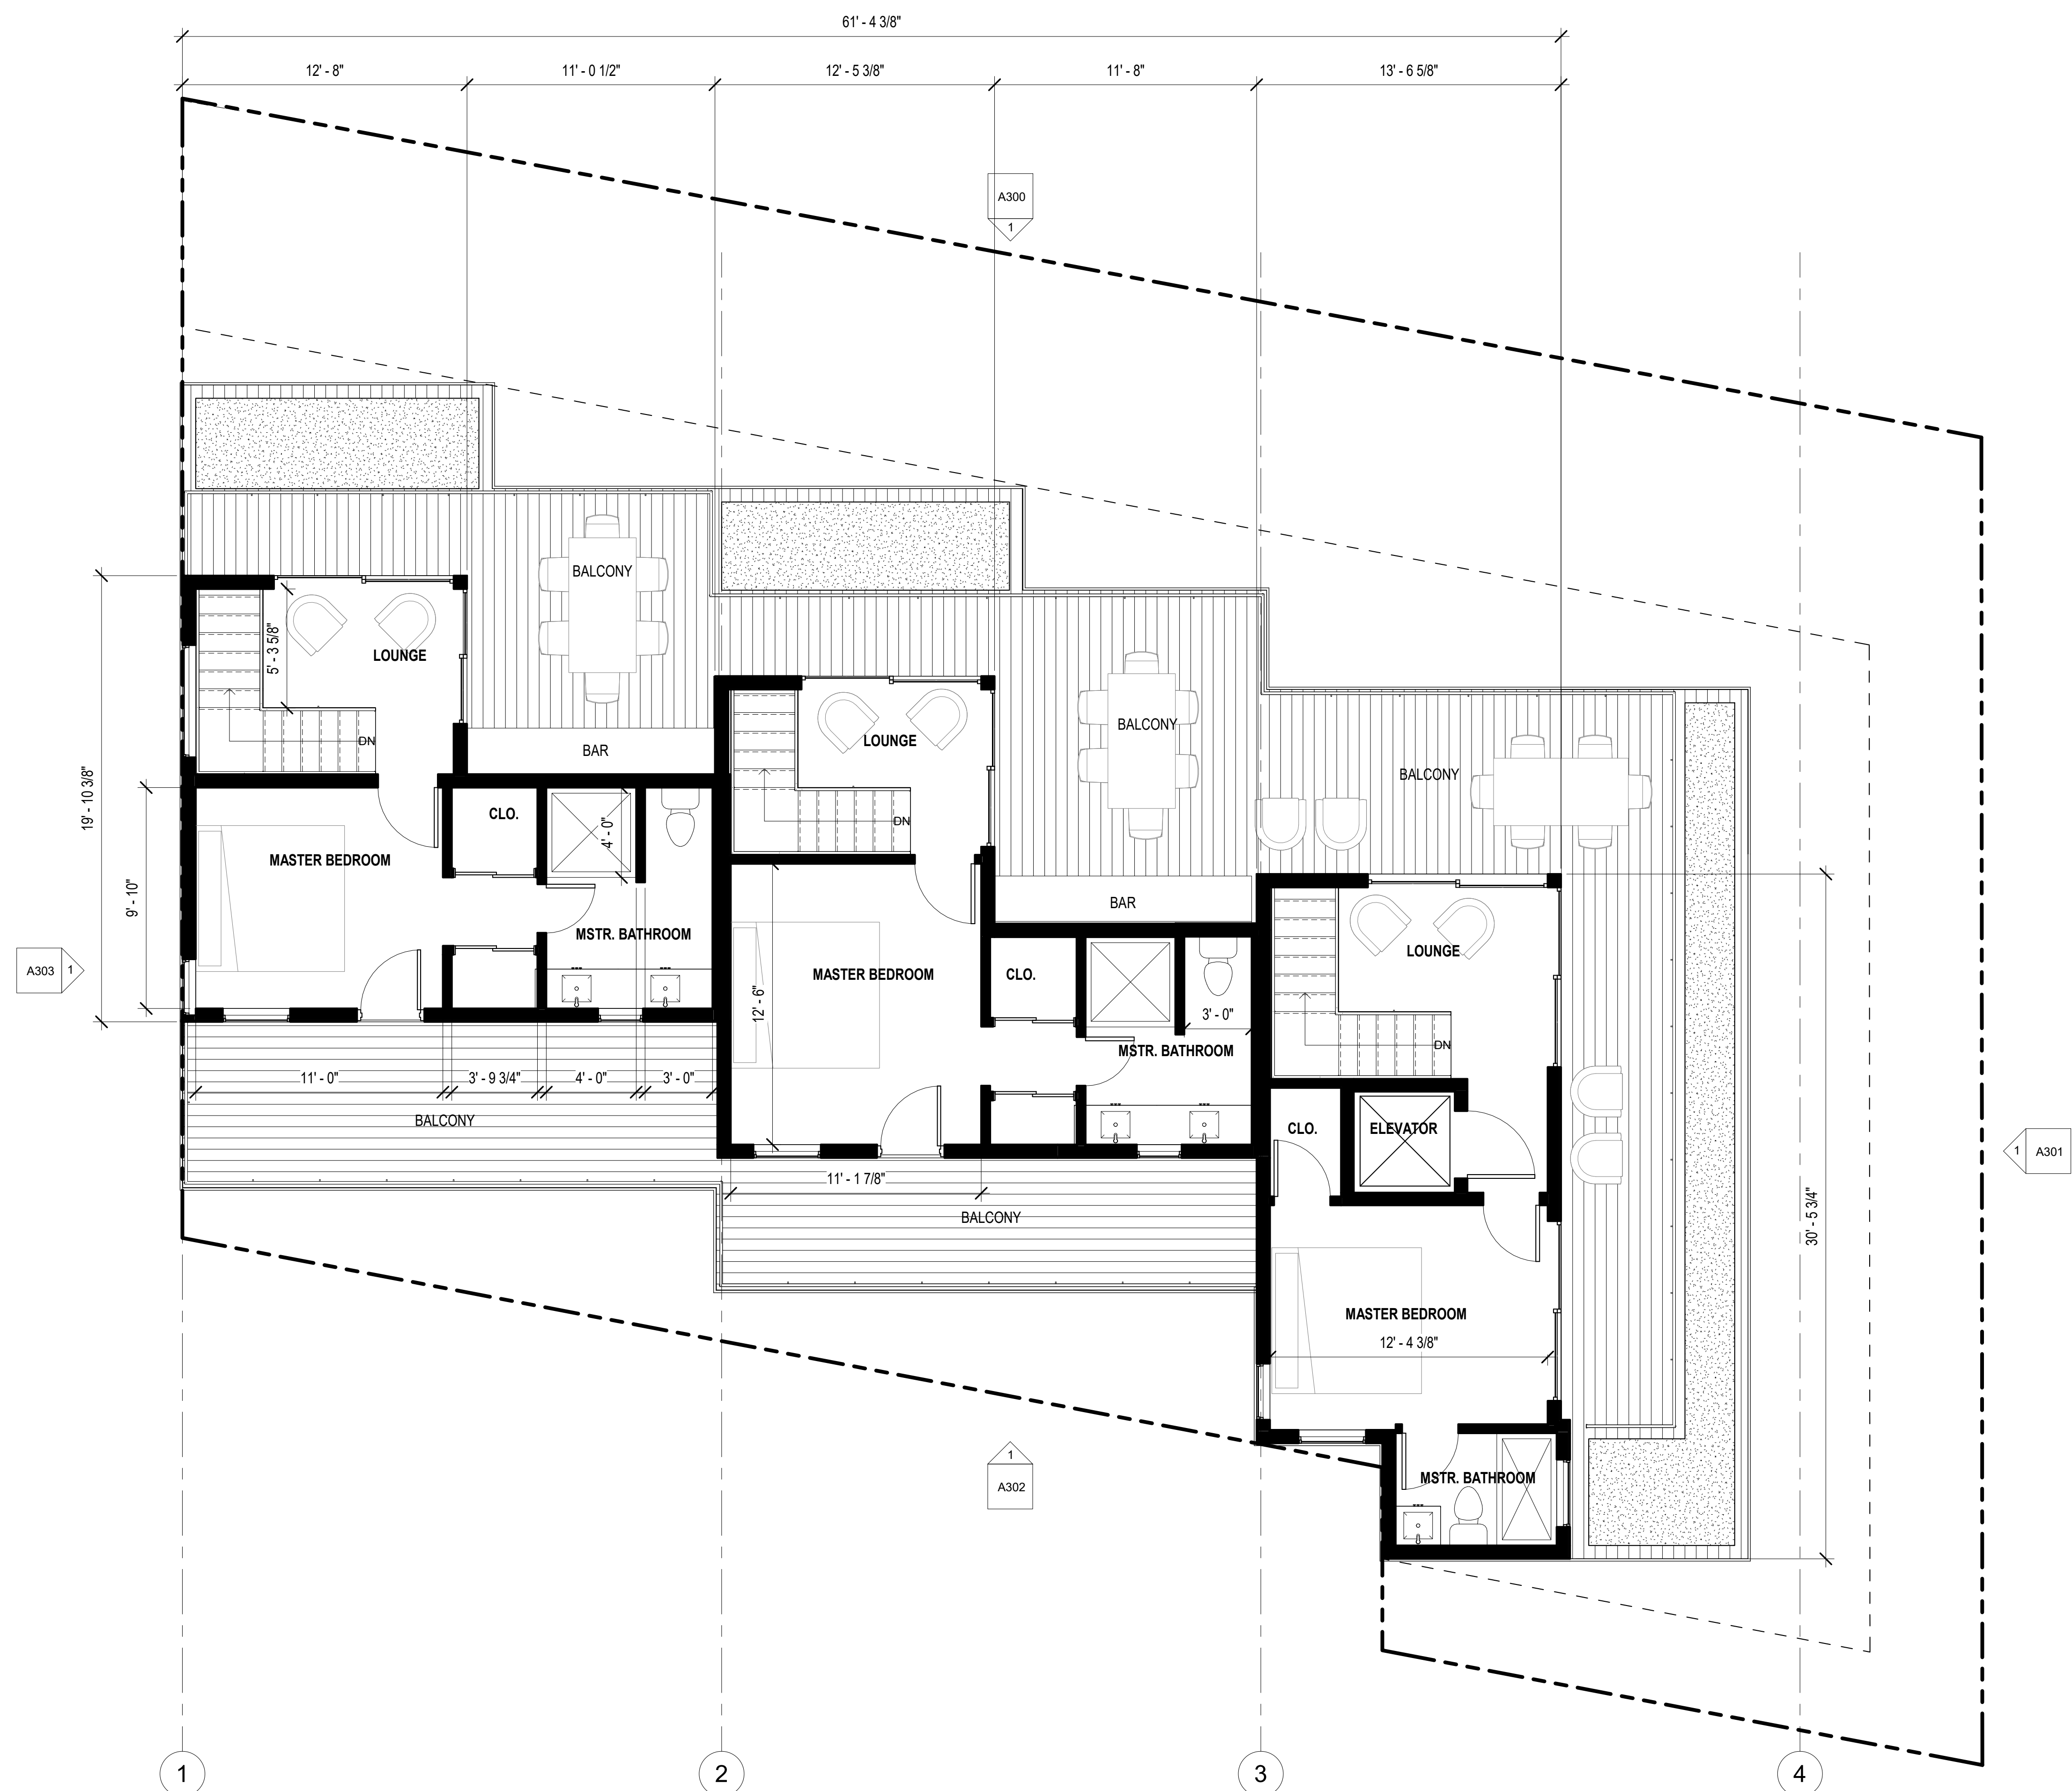 61' - 4 3/8"
12' - 8"
11' - 0 1/2"
12' - 5 3/8"
11' - 8"
13' - 6 5/8"
A300
1
BALCONY
5' - 3 5/8"
LOUNGE
DN
BAR
BALCONY
LOUNGE
DN
BAR
BALCONY
19' - 10 3/8"
9' - 10"
CLO.
4' - 0"
MASTER BEDROOM
MSTR. BATHROOM
A303
1
11' - 0"
3' - 9 3/4"
4' - 0"
3' - 0"
BALCONY
MASTER BEDROOM
12' - 6"
CLO.
3' - 0"
MSTR. BATHROOM
11' - 1 7/8"
BALCONY
LOUNGE
DN
CLO.
ELEVATOR
1
A301
30' - 5 3/4"
MASTER BEDROOM
12' - 4 3/8"
MSTR. BATHROOM
1
A302
1
2
3
4